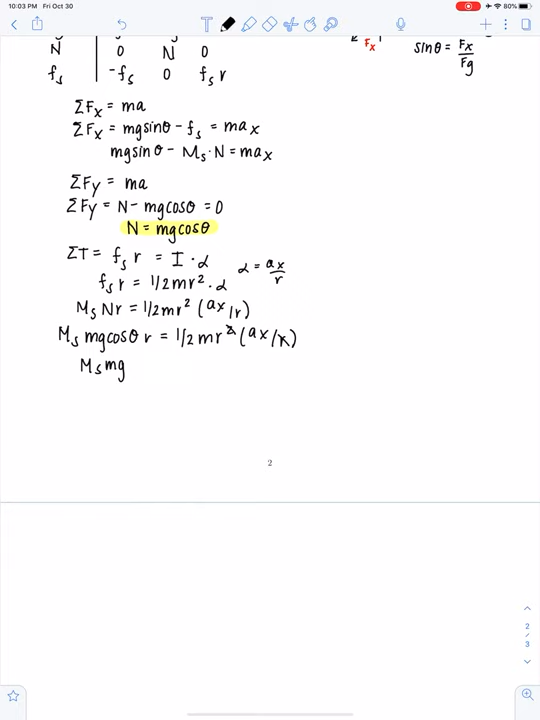 10:03 PM Fri Oct 30
80%
Fx
sinθ = Fx/Fg
N 0 N 0
fs -fs 0 fs r
ΣFx = ma
ΣFx = mgsinθ - fs = max
mgsinθ - Ms·N = max
ΣFy = ma
ΣFy = N - mgcosθ = 0
N = mgcosθ
ΣT = fs r = I·α α = ax/r
fs r = 1/2mr²·α
Ms Nr = 1/2mr² (ax/r)
Ms mgcosθ r = 1/2 mr² (ax/r)
Ms mg
2
2
/
3